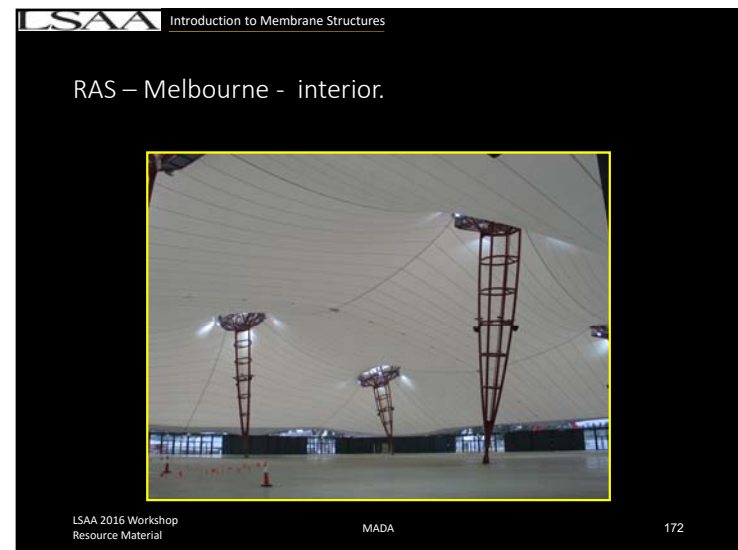 LSAA Introduction to Membrane Structures
RAS – Melbourne - interior.
LSAA 2016 Workshop
Resource Material
MADA
172